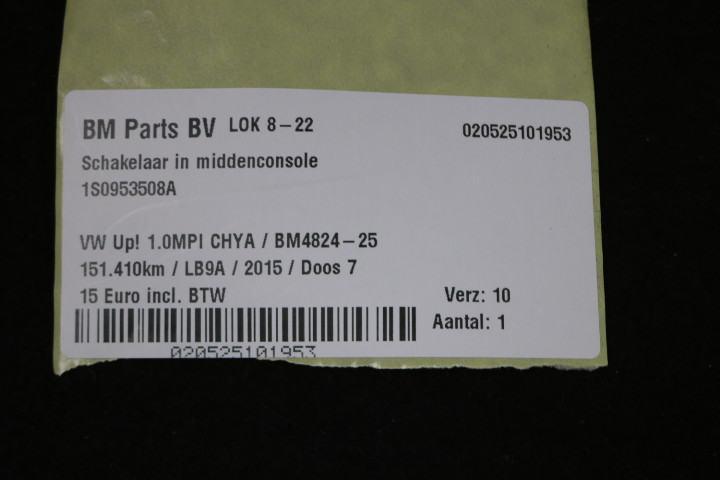 BM Parts BV LOK 8-22 020525101953
Schakelaar in middenconsole
1S0953508A
VW Up! 1.0MPI CHYA / BM4824-25
151.410km / LB9A / 2015 / Doos 7
15 Euro incl. BTW Verz: 10
Aantal: 1
020525101953